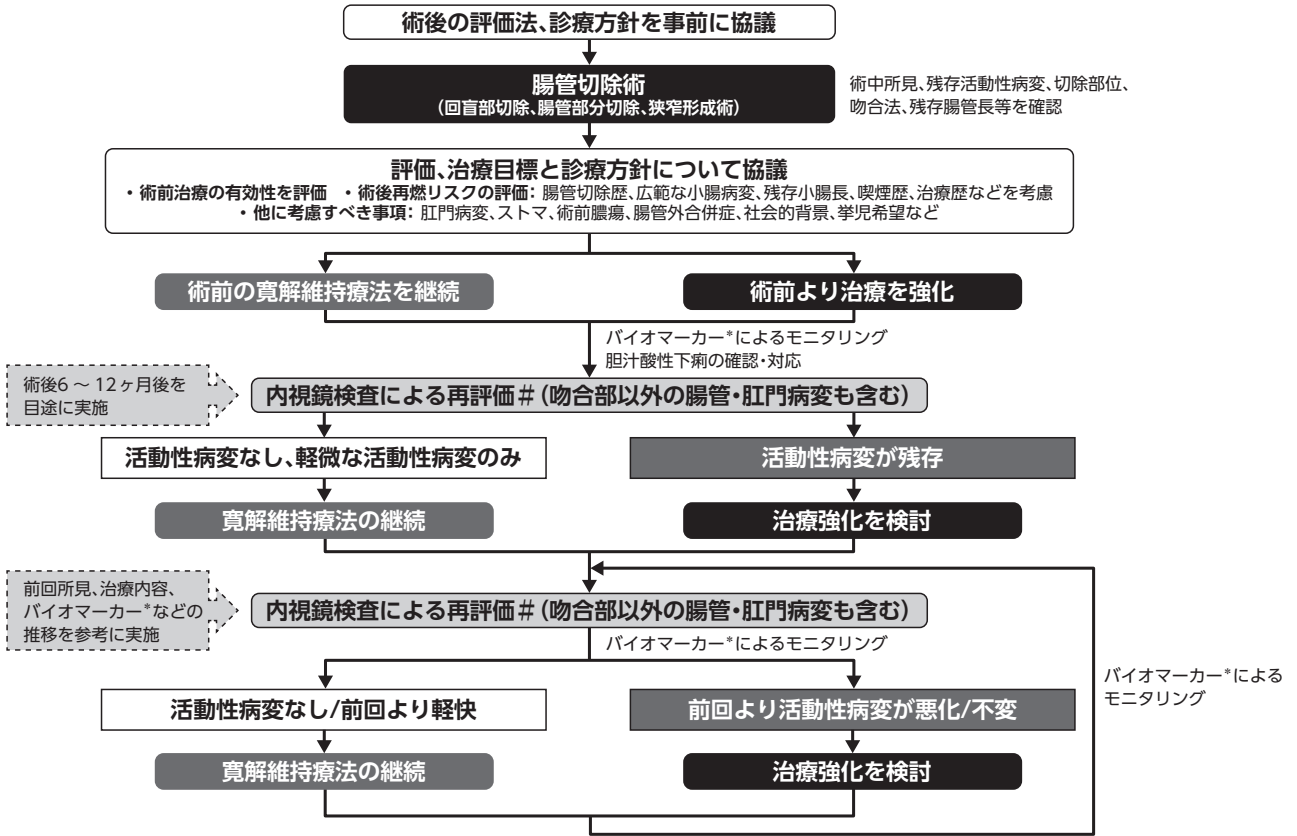 術後の評価法、診療方針を事前に協議
腸管切除術
(回盲部切除、腸管部分切除、狭窄形成術)
術中所見、残存活動性病変、切除部位、
吻合法、残存腸管長等を確認
評価、治療目標と診療方針について協議
・術前治療の有効性を評価 ・術後再燃リスクの評価：腸管切除歴、広範な小腸病変、残存小腸長、喫煙歴、治療歴などを考慮
・他に考慮すべき事項：肛門病変、ストマ、術前膿瘍、腸管外合併症、社会的背景、挙児希望など
術前の寛解維持療法を継続
術前より治療を強化
バイオマーカー*によるモニタリング
胆汁酸性下痢の確認・対応
術後6～12ヶ月後を
目途に実施
内視鏡検査による再評価＃(吻合部以外の腸管・肛門病変も含む)
活動性病変なし、軽微な活動性病変のみ
活動性病変が残存
寛解維持療法の継続
治療強化を検討
前回所見、治療内容、
バイオマーカー*などの
推移を参考に実施
内視鏡検査による再評価＃(吻合部以外の腸管・肛門病変も含む)
バイオマーカー*によるモニタリング
活動性病変なし/前回より軽快
前回より活動性病変が悪化/不変
バイオマーカー*による
モニタリング
寛解維持療法の継続
治療強化を検討